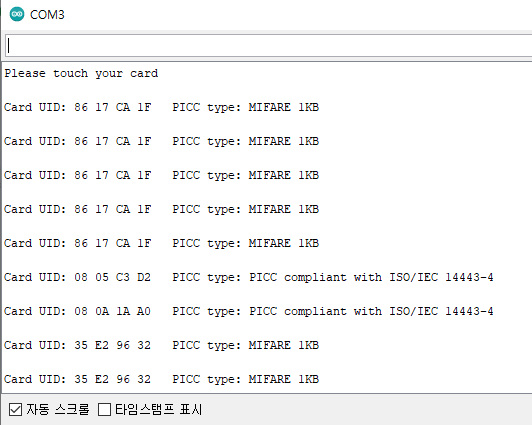 COM3
Please touch your card
Card UID: 86 17 CA 1F   PICC type: MIFARE 1KB
Card UID: 86 17 CA 1F   PICC type: MIFARE 1KB
Card UID: 86 17 CA 1F   PICC type: MIFARE 1KB
Card UID: 86 17 CA 1F   PICC type: MIFARE 1KB
Card UID: 86 17 CA 1F   PICC type: MIFARE 1KB
Card UID: 08 05 C3 D2   PICC type: PICC compliant with ISO/IEC 14443-4
Card UID: 08 0A 1A A0   PICC type: PICC compliant with ISO/IEC 14443-4
Card UID: 35 E2 96 32   PICC type: MIFARE 1KB
Card UID: 35 E2 96 32   PICC type: MIFARE 1KB
자동 스크롤 타임스탬프 표시